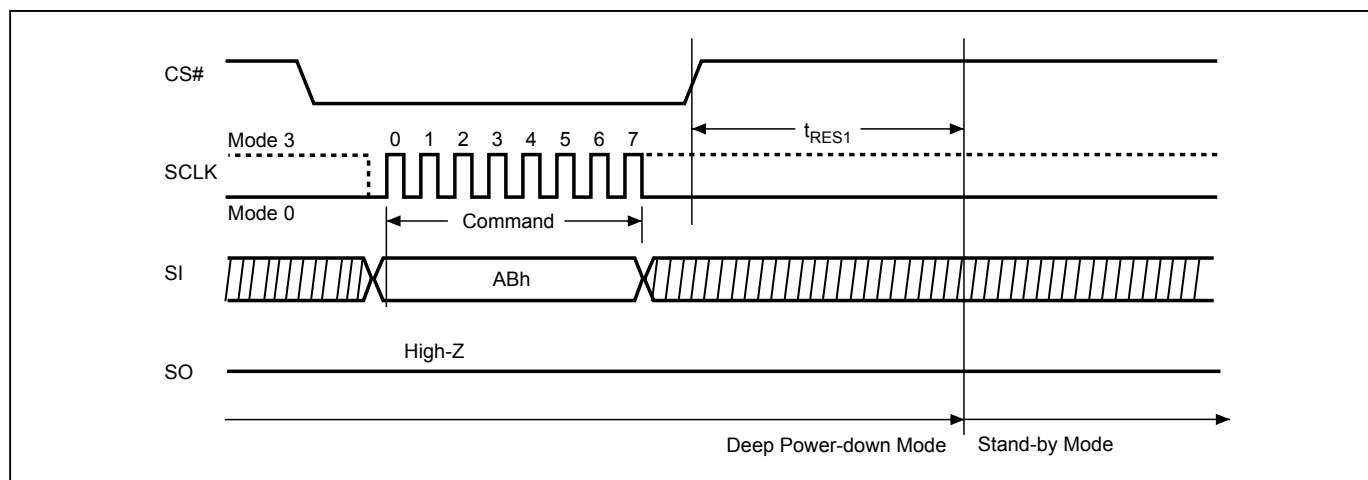 CS#
tRES1
Mode 3
0 1 2 3 4 5 6 7
SCLK
Mode 0
Command
SI
ABh
High-Z
SO
Deep Power-down Mode
Stand-by Mode